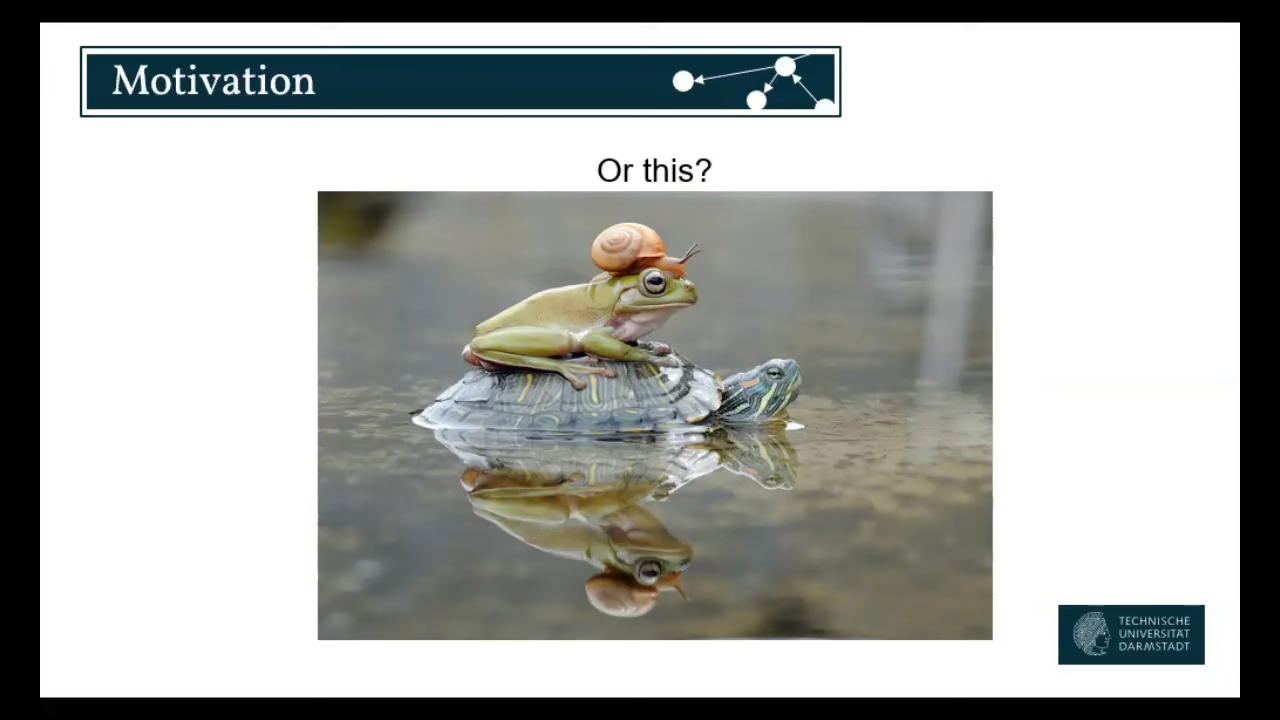 Motivation
Or this?
TECHNISCHE
UNIVERSITÄT
DARMSTADT